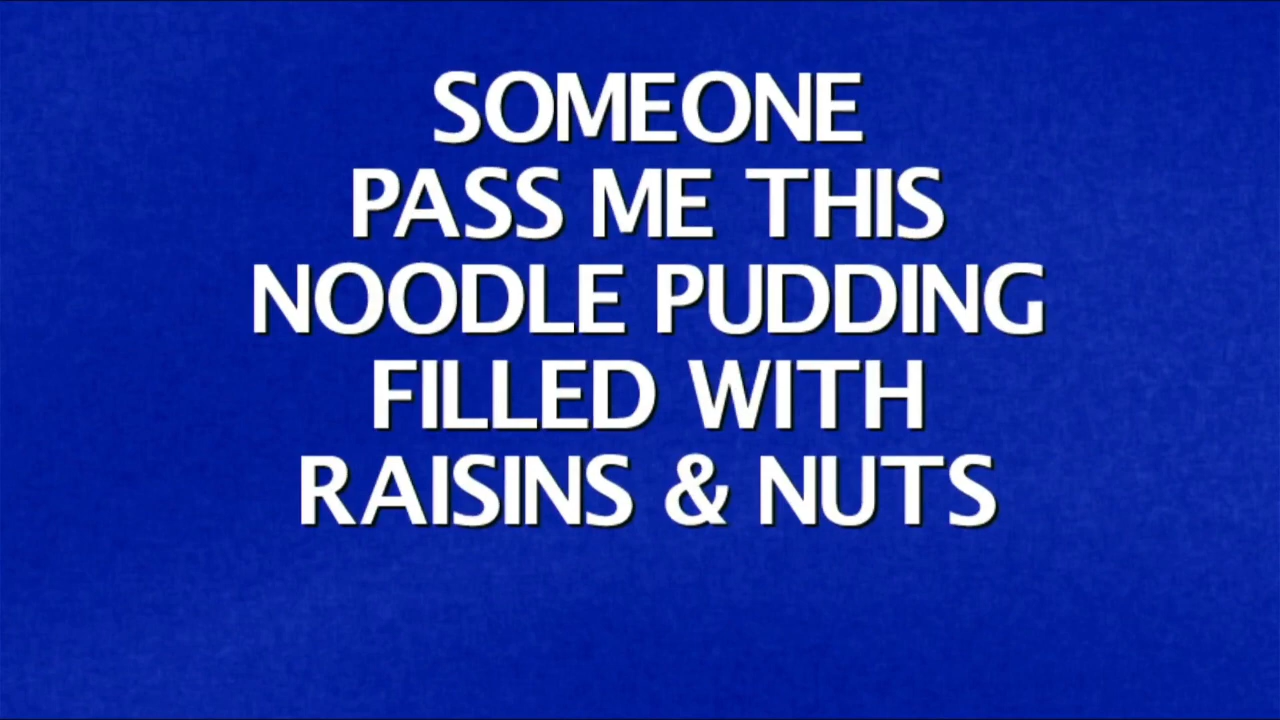 SOMEONE
PASS ME THIS
NOODLE PUDDING
FILLED WITH
RAISINS & NUTS